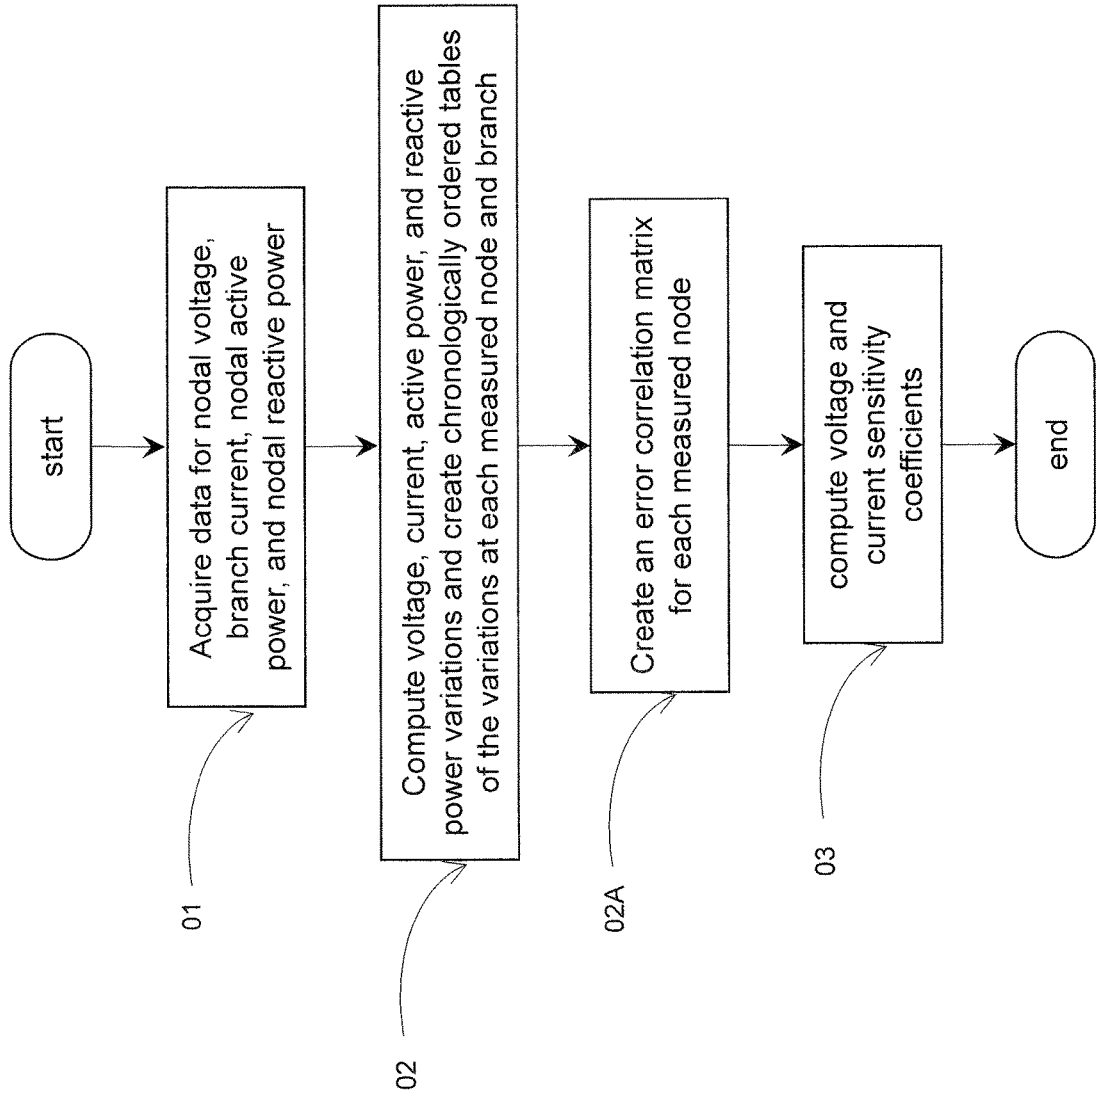 start
Acquire data for nodal voltage,
branch current, nodal active
power, and nodal reactive power
01
Compute voltage, current, active power, and reactive
power variations and create chronologically ordered tables
of the variations at each measured node and branch
02
Create an error correlation matrix
for each measured node
02A
compute voltage and
current sensitivity
coefficients
03
end